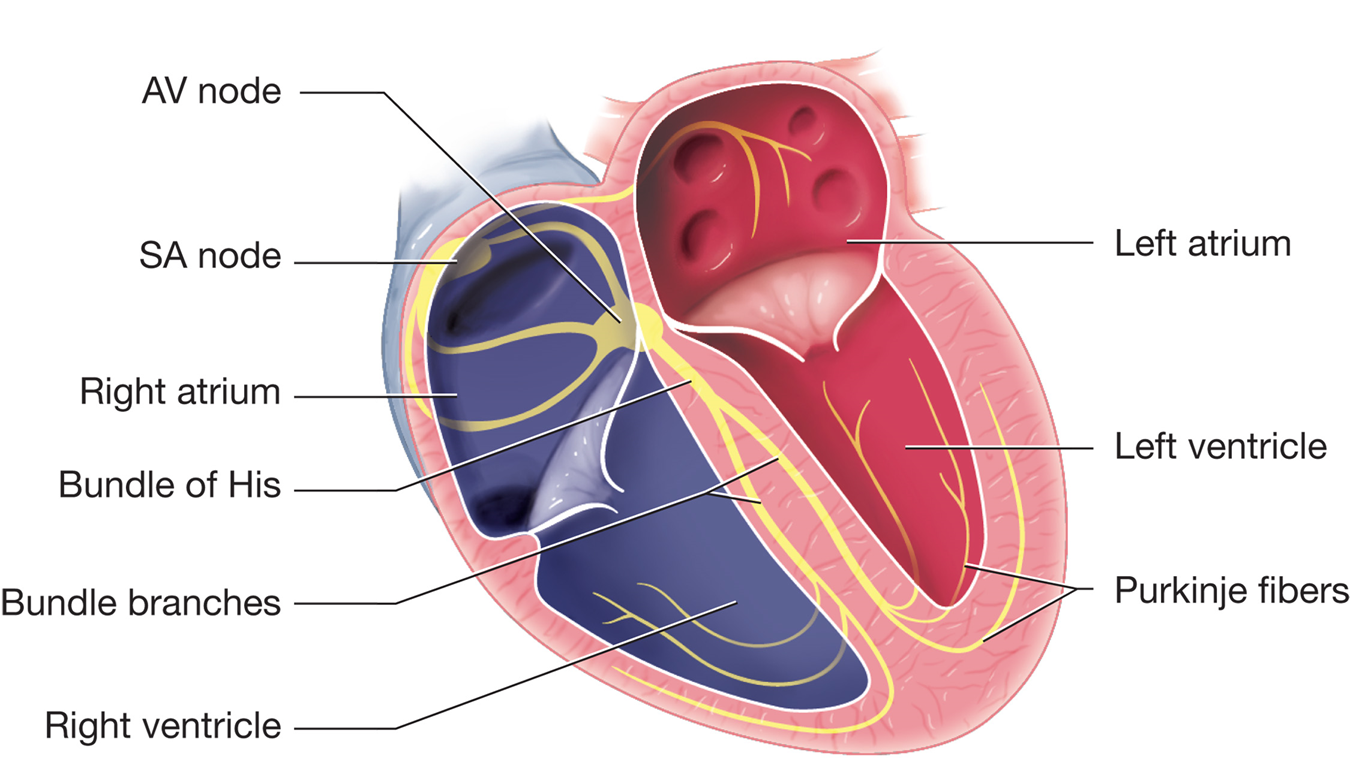 AV node
SA node
Right atrium
Bundle of His
Bundle branches
Right ventricle
Left atrium
Left ventricle
Purkinje fibers